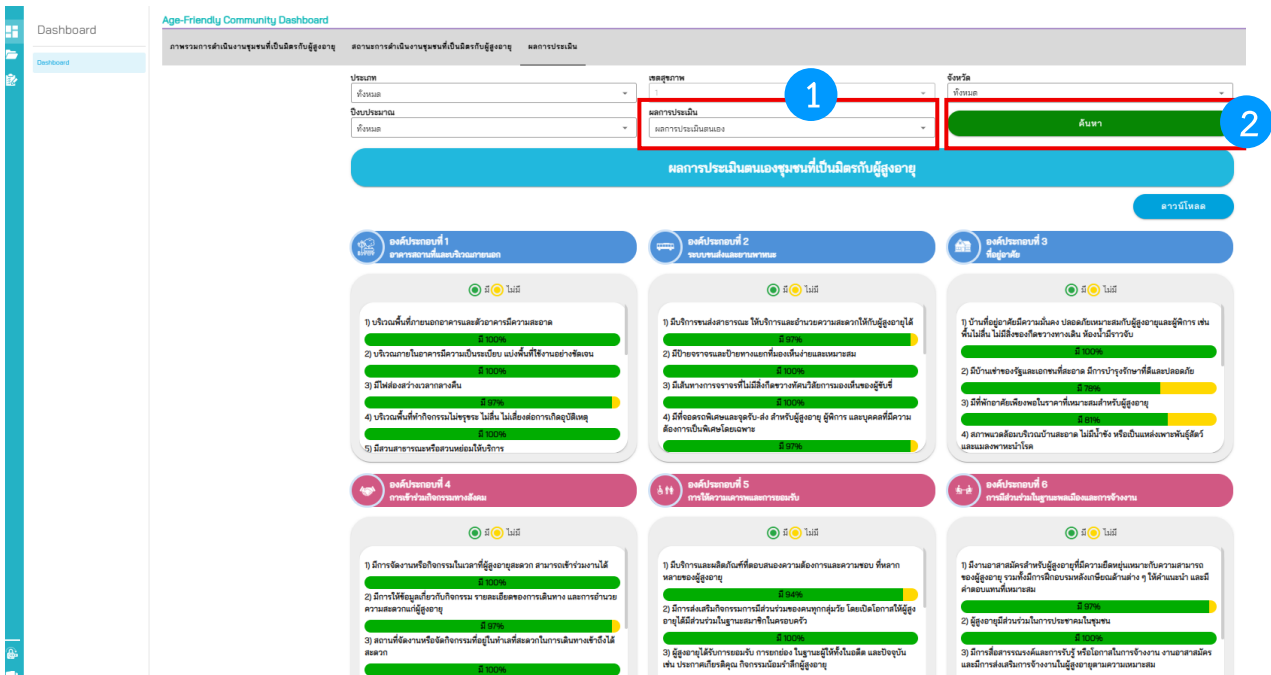 Dashboard
Dashboard
Age-Friendly Community Dashboard
ภาพรวมการดำเนินงานชุมชนที่เป็นมิตรกับผู้สูงอายุ สถานะการดำเนินงานชุมชนที่เป็นมิตรกับผู้สูงอายุ ผลการประเมิน
ประเภท
ทั้งหมด
เขตสุขภาพ
1
จังหวัด
ทั้งหมด
ปีงบประมาณ
ทั้งหมด
ผลการประเมิน
ผลการประเมินตนเอง
1
ค้นหา
2
ผลการประเมินตนเองชุมชนที่เป็นมิตรกับผู้สูงอายุ
ดาวน์โหลด
องค์ประกอบที่ 1
อาคารสถานที่และบริเวณภายนอก
มี ไม่มี
1) บริเวณพื้นที่ภายนอกอาคารและตัวอาคารมีความสะอาด
มี 100%
2) บริเวณภายในอาคารมีความเป็นระเบียบ แบ่งพื้นที่ใช้งานอย่างชัดเจน
มี 100%
3) มีไฟส่องสว่างเวลากลางคืน
มี 97%
4) บริเวณพื้นที่ทำกิจกรรมไม่ขรุขระ ไม่ลื่น ไม่เสี่ยงต่อการเกิดอุบัติเหตุ
มี 100%
5) มีสวนสาธารณะหรือสวนหย่อมให้บริการ
องค์ประกอบที่ 2
ระบบขนส่งและยานพาหนะ
มี ไม่มี
1) มีบริการขนส่งสาธารณะ ให้บริการและอำนวยความสะดวกให้กับผู้สูงอายุได้
มี 97%
2) มีป้ายจราจรและป้ายทางแยกที่มองเห็นง่ายและเหมาะสม
มี 100%
3) มีเส้นทางการจราจรที่ไม่มีสิ่งกีดขวางทัศนวิสัยการมองเห็นของผู้ขับขี่
มี 100%
4) มีที่จอดรถพิเศษและจุดรับ-ส่ง สำหรับผู้สูงอายุ ผู้พิการ และบุคคลที่มีความ
ต้องการเป็นพิเศษโดยเฉพาะ
มี 97%
องค์ประกอบที่ 3
ที่อยู่อาศัย
มี ไม่มี
1) บ้านที่อยู่อาศัยมีความมั่นคง ปลอดภัยเหมาะสมกับผู้สูงอายุและผู้พิการ เช่น
พื้นไม่ลื่น ไม่มีสิ่งของกีดขวางทางเดิน ห้องน้ำมีราวจับ
มี 100%
2) มีบ้านเช่าของรัฐและเอกชนที่สะอาด มีการบำรุงรักษาที่ดีและปลอดภัย
มี 78%
3) มีที่พักอาศัยเพียงพอในราคาที่เหมาะสมสำหรับผู้สูงอายุ
มี 81%
4) สภาพแวดล้อมบริเวณบ้านสะอาด ไม่มีน้ำขัง หรือเป็นแหล่งเพาะพันธุ์สัตว์
และแมลงพาหะนำโรค
องค์ประกอบที่ 4
การเข้าร่วมกิจกรรมทางสังคม
มี ไม่มี
1) มีการจัดงานหรือกิจกรรมในเวลาที่ผู้สูงอายุสะดวก สามารถเข้าร่วมงานได้
มี 100%
2) มีการให้ข้อมูลเกี่ยวกับกิจกรรม รายละเอียดของการเดินทาง และการอำนวย
ความสะดวกแก่ผู้สูงอายุ
มี 97%
3) สถานที่จัดงานหรือจัดกิจกรรมที่อยู่ในทำเลที่สะดวกในการเดินทางเข้าถึงได้
สะดวก
มี 100%
องค์ประกอบที่ 5
การให้ความเคารพและการยอมรับ
มี ไม่มี
1) มีบริการและผลิตภัณฑ์ที่ตอบสนองความต้องการและความชอบ ที่หลาก
หลายของผู้สูงอายุ
มี 94%
2) มีการส่งเสริมกิจกรรมการมีส่วนร่วมของคนทุกกลุ่มวัย โดยเปิดโอกาสให้ผู้สูง
อายุได้มีส่วนร่วมในฐานะสมาชิกในครอบครัว
มี 100%
3) ผู้สูงอายุได้รับการยอมรับ การยกย่อง ในฐานะผู้ให้ทั้งในอดีต และปัจจุบัน
เช่น ประกาศเกียรติคุณ กิจกรรมน้อมรำลึกผู้สูงอายุ
องค์ประกอบที่ 6
การมีส่วนร่วมในฐานะพลเมืองและการจ้างงาน
มี ไม่มี
1) มีงานอาสาสมัครสำหรับผู้สูงอายุที่มีความยืดหยุ่นเหมาะกับความสามารถ
ของผู้สูงอายุ รวมทั้งมีการฝึกอบรมหลังเกษียณด้านต่าง ๆ ให้คำแนะนำ และมี
ค่าตอบแทนที่เหมาะสม
มี 97%
2) ผู้สูงอายุมีส่วนร่วมในการประชาคมในชุมชน
มี 100%
3) มีการสื่อสารรณรงค์และการรับรู้ หรือโอกาสในการจ้างงาน งานอาสาสมัคร
และมีการส่งเสริมการจ้างงานในผู้สูงอายุตามความเหมาะสม